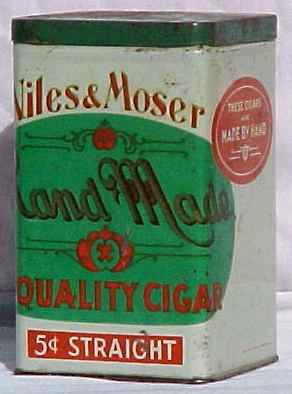 Niles & Moser
Hand Made
QUALITY CIGAR
5¢ STRAIGHT
THESE CIGARS
ARE
MADE BY HAND